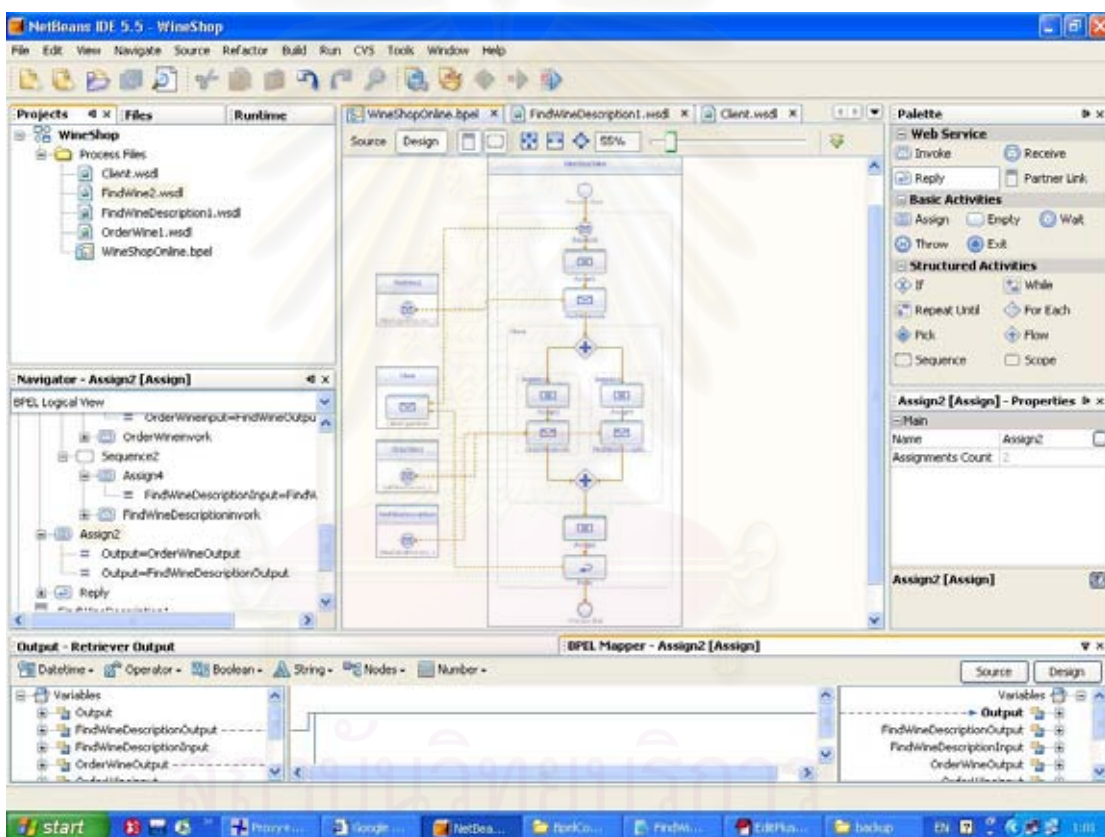 NetBeans IDE 5.5 - WineShop
File Edit View Navigate Source Refactor Build Run CVS Tools Window Help
Projects Files Runtime
WineShop
Process Files
Client.wsdl
FindWine2.wsdl
FindWineDescription1.wsdl
OrderWine1.wsdl
WineShopOnline.bpel
Navigator - Assign2 [Assign]
BPEL Logical View
OrderWineinput=FindWineOutpu
OrderWineinvork
Sequence2
Assign4
FindWineDescriptionInput=FindW
FindWineDescriptioninvork
Assign2
Output=OrderWineOutput
Output=FindWineDescriptionOutput
Reply
WineShopOnline.bpel FindWineDescription1.wsdl Client.wsdl
Source Design 55%
Palette
Web Service
Invoke Receive
Reply Partner Link
Basic Activities
Assign Empty Wait
Throw Exit
Structured Activities
If While
Repeat Until For Each
Pick Flow
Sequence Scope
Assign2 [Assign] - Properties
Main
Name Assign2
Assignments Count 2
Assign2 [Assign]
Output - Retriever Output
BPEL Mapper - Assign2 [Assign]
Datetime Operator Boolean String Nodes Number
Source Design
Variables
Output
FindWineDescriptionOutput
FindWineDescriptionInput
OrderWineOutput
Variables
Output
FindWineDescriptionOutput
FindWineDescriptionInput
OrderWineOutput
start Google ... NetBea... FindWi... EditPlus... backup EN 1:01